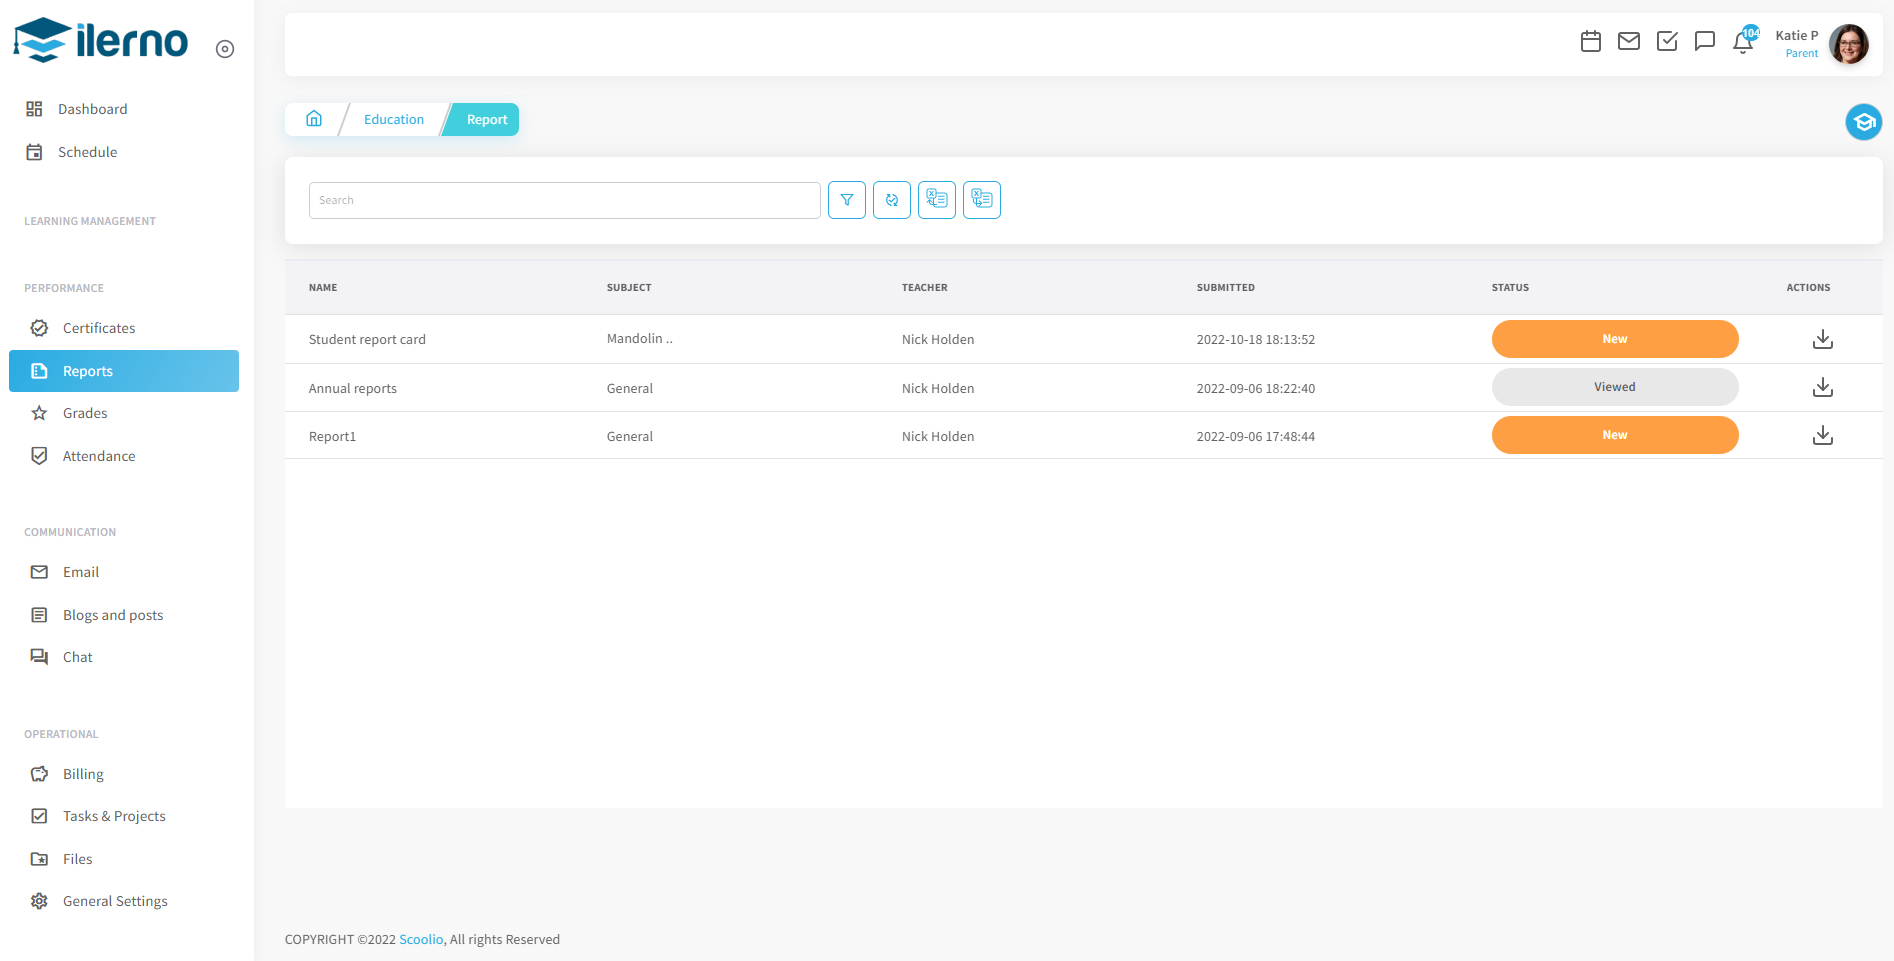 ilerno
Dashboard
Schedule
LEARNING MANAGEMENT
PERFORMANCE
Certificates
Reports
Grades
Attendance
COMMUNICATION
Email
Blogs and posts
Chat
OPERATIONAL
Billing
Tasks & Projects
Files
General Settings
104
Katie P
Parent
Education
Report
Search
NAME SUBJECT TEACHER SUBMITTED STATUS ACTIONS
Student report card Mandolin .. Nick Holden 2022-10-18 18:13:52 New
Annual reports General Nick Holden 2022-09-06 18:22:40 Viewed
Report1 General Nick Holden 2022-09-06 17:48:44 New
COPYRIGHT ©2022 Scoolio, All rights Reserved